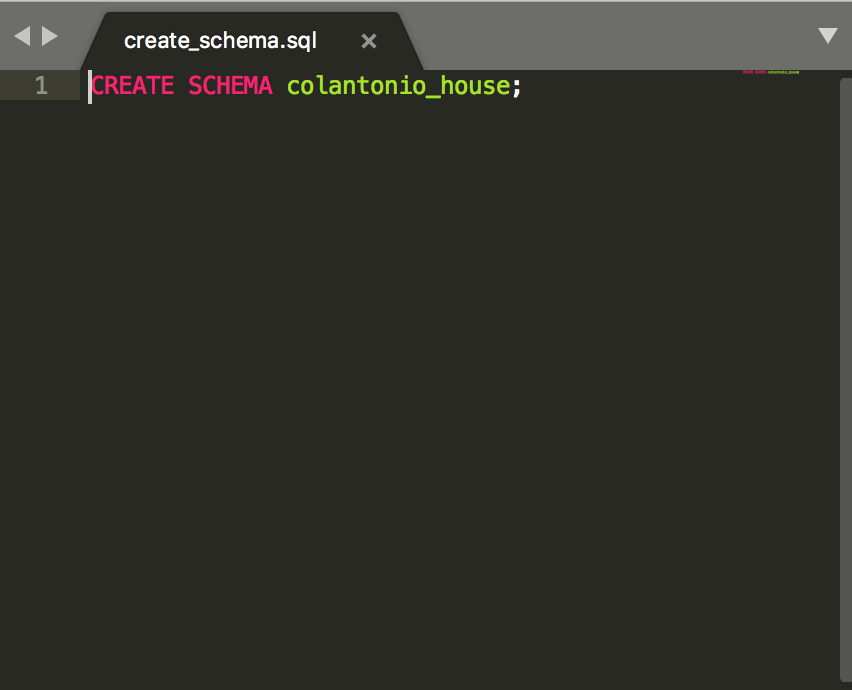 create_schema.sql
1 CREATE SCHEMA colantonio_house;